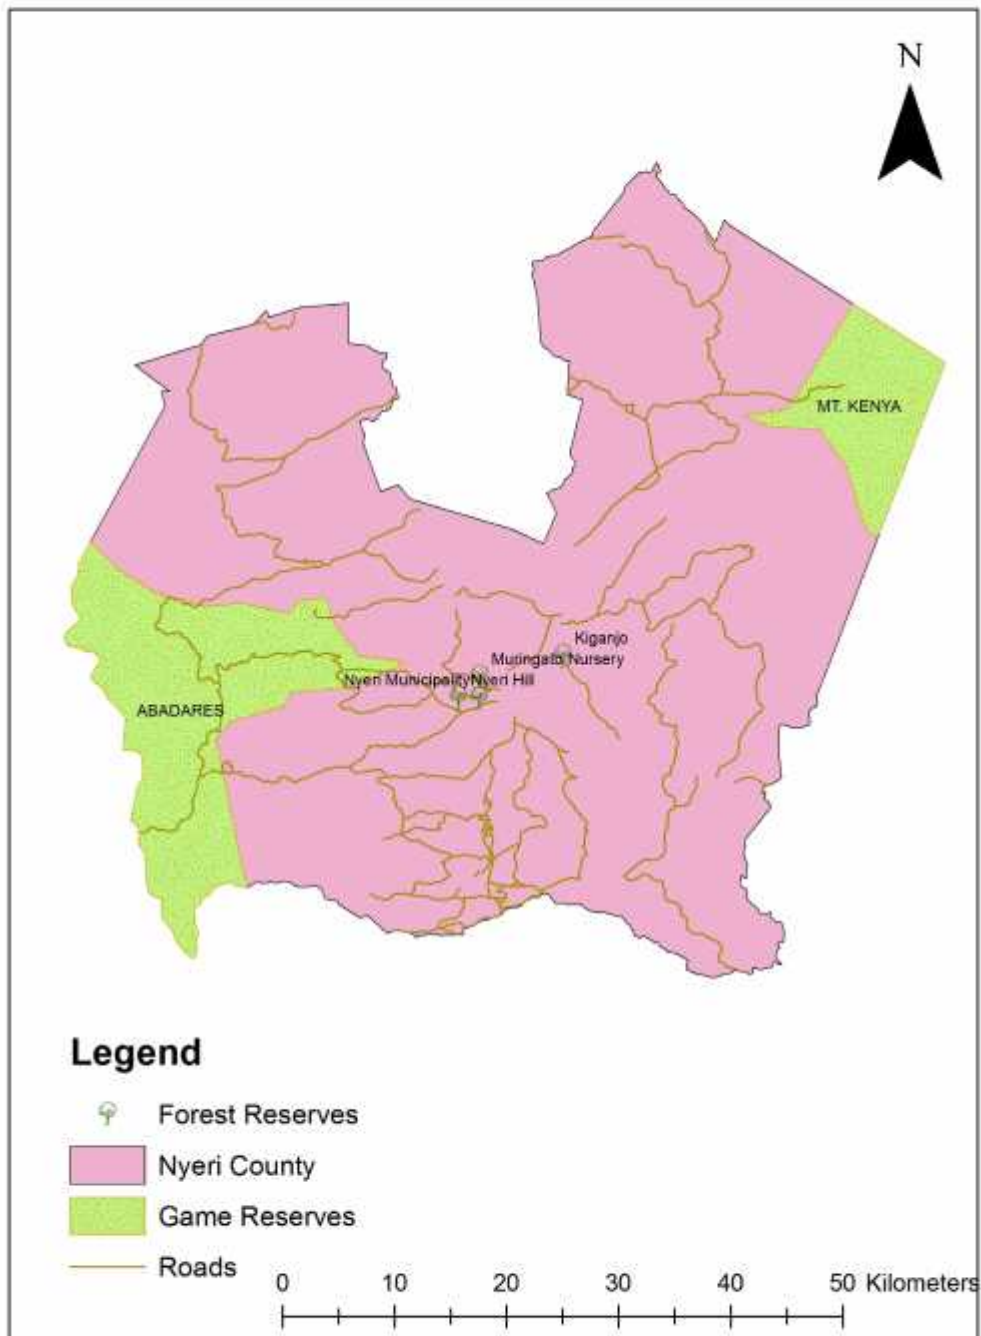 N
MT. KENYA
Kiganjo
Muringato Nursery
Nyeri Municipality Nyeri Hill
ABADARES
Legend
Forest Reserves
Nyeri County
Game Reserves
Roads
0 10 20 30 40 50 Kilometers